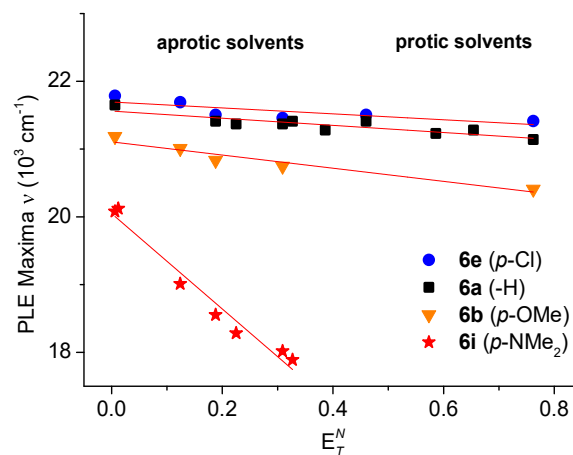 aprotic solvents protic solvents
PLE Maxima ν (10³ cm⁻¹)
22
20
18
6e (p-Cl)
6a (-H)
6b (p-OMe)
6i (p-NMe₂)
0.0 0.2 0.4 0.6 0.8
E_T^N